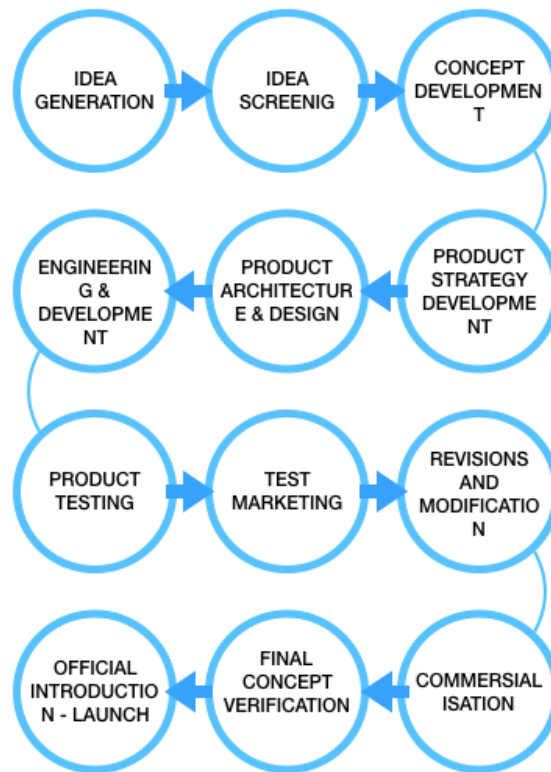 IDEA
GENERATION
IDEA
SCREENIG
CONCEPT
DEVELOPMEN
T
ENGINEERIN
G &
DEVELOPME
NT
PRODUCT
ARCHITECTUR
E & DESIGN
PRODUCT
STRATEGY
DEVELOPME
NT
PRODUCT
TESTING
TEST
MARKETING
REVISIONS
AND
MODIFICATIO
N
OFFICIAL
INTRODUCTIO
N - LAUNCH
FINAL
CONCEPT
VERIFICATION
COMMERSIAL
ISATION